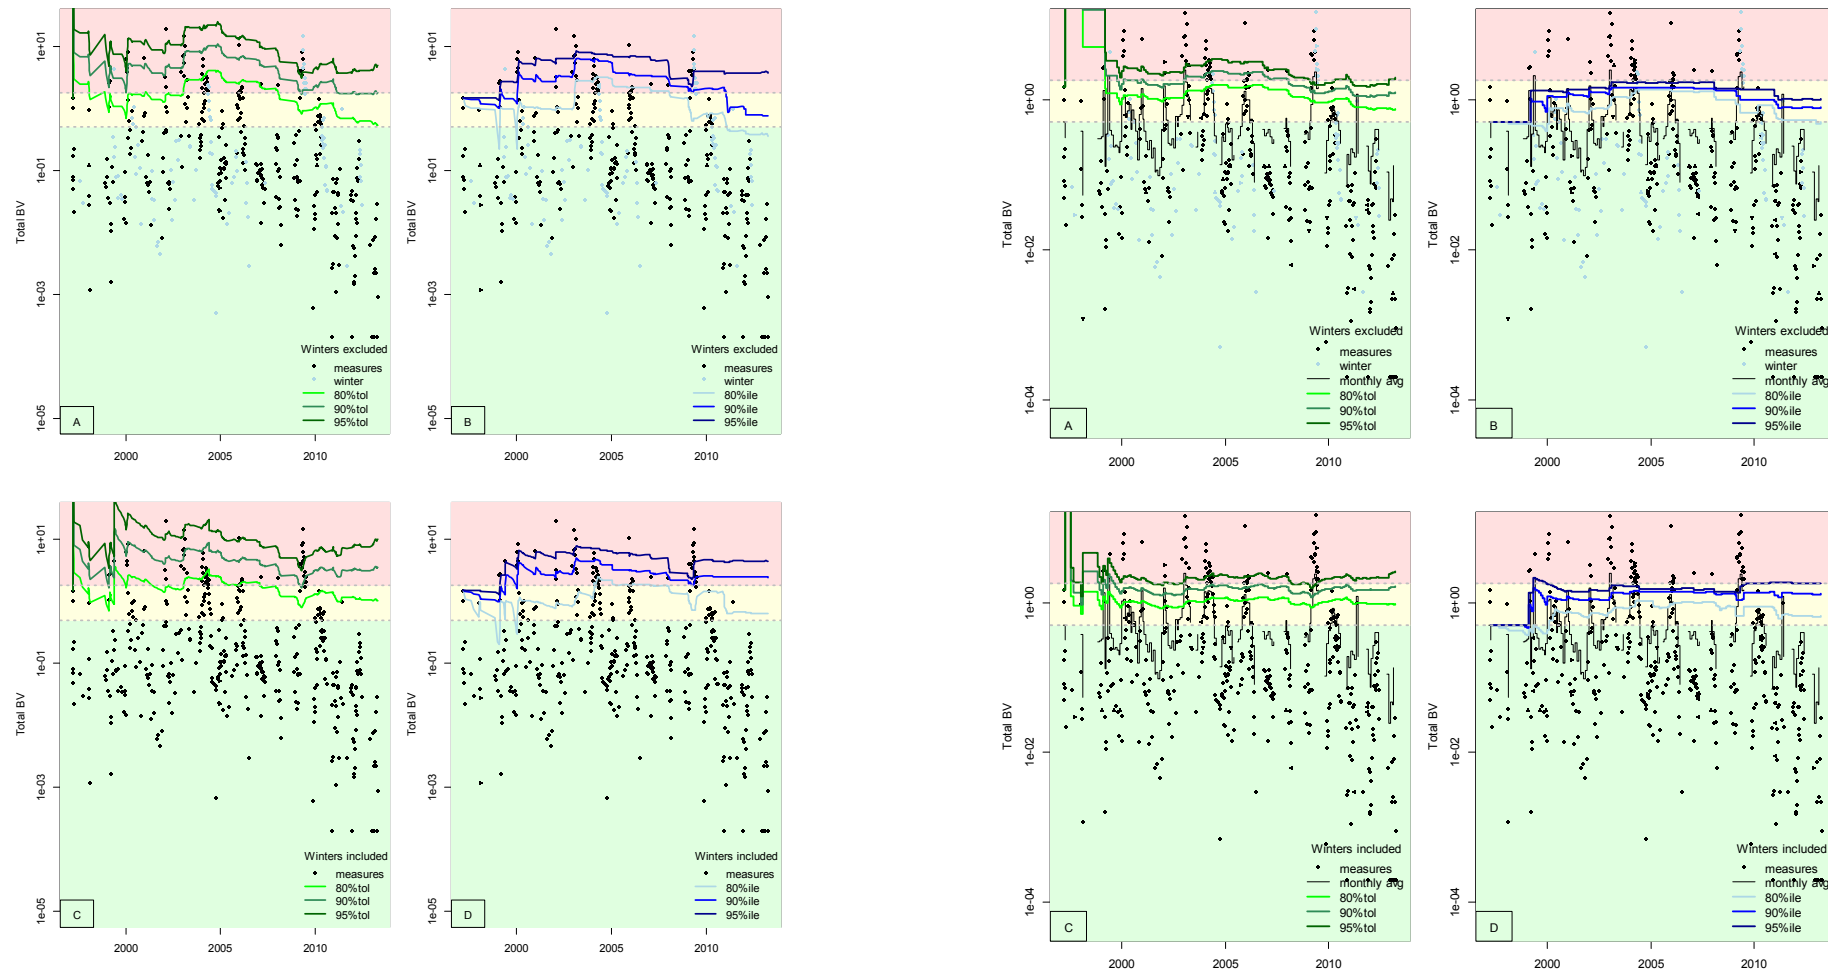 Total BV
1e+01
1e-01
1e-03
1e-05
Winters excluded
measures
winter
80%tol
90%tol
95%tol
A
2000
2005
2010
Total BV
1e+01
1e-01
1e-03
1e-05
Winters excluded
measures
winter
80%ile
90%ile
95%ile
B
2000
2005
2010
Total BV
1e+00
1e-02
1e-04
Winters excluded
measures
winter
monthly avg
80%tol
90%tol
95%tol
A
2000
2005
2010
Total BV
1e+00
1e-02
1e-04
Winters excluded
measures
winter
monthly avg
80%ile
90%ile
95%ile
B
2000
2005
2010
Total BV
1e+01
1e-01
1e-03
1e-05
Winters included
measures
80%tol
90%tol
95%tol
C
2000
2005
2010
Total BV
1e+01
1e-01
1e-03
1e-05
Winters included
measures
80%ile
90%ile
95%ile
D
2000
2005
2010
Total BV
1e+00
1e-02
1e-04
Winters included
measures
monthly avg
80%tol
90%tol
95%tol
C
2000
2005
2010
Total BV
1e+00
1e-02
1e-04
Winters included
measures
monthly avg
80%ile
90%ile
95%ile
D
2000
2005
2010